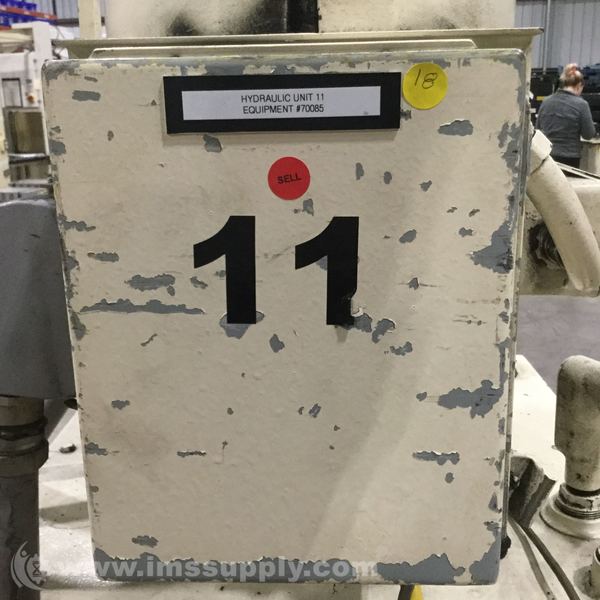 HYDRAULIC UNIT 11
EQUIPMENT #70085
18
SELL
11
www.imssupply.com